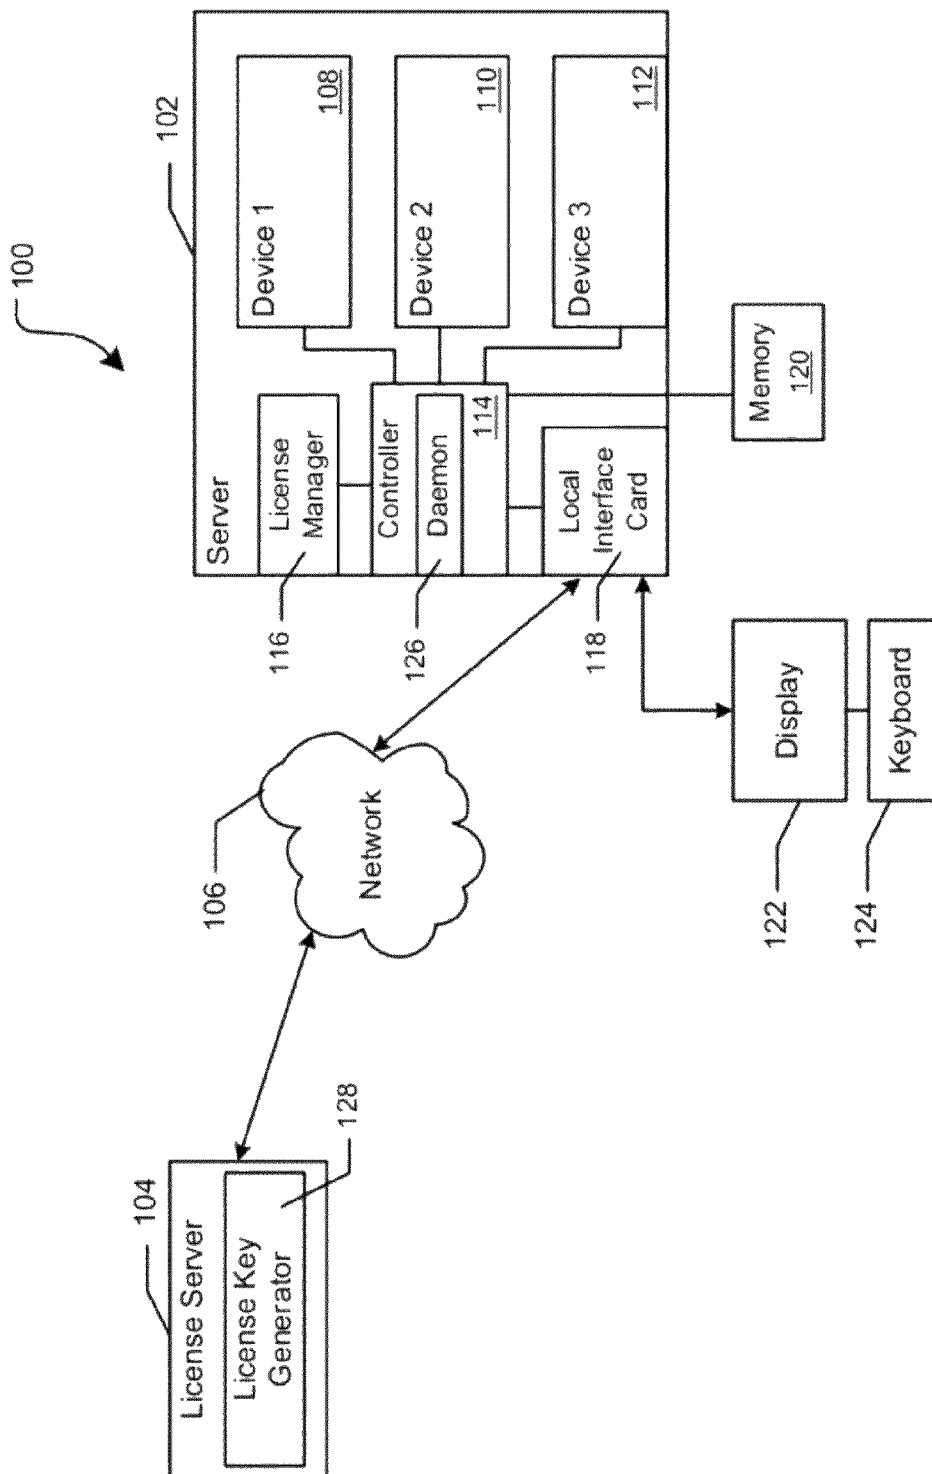 100
102
Server
Device 1
108
Device 2
110
Device 3
112
License
Manager
116
Controller
114
Daemon
126
Local
Interface
Card
118
Memory
120
Display
122
Keyboard
124
Network
106
104
License Server
License Key
Generator
128